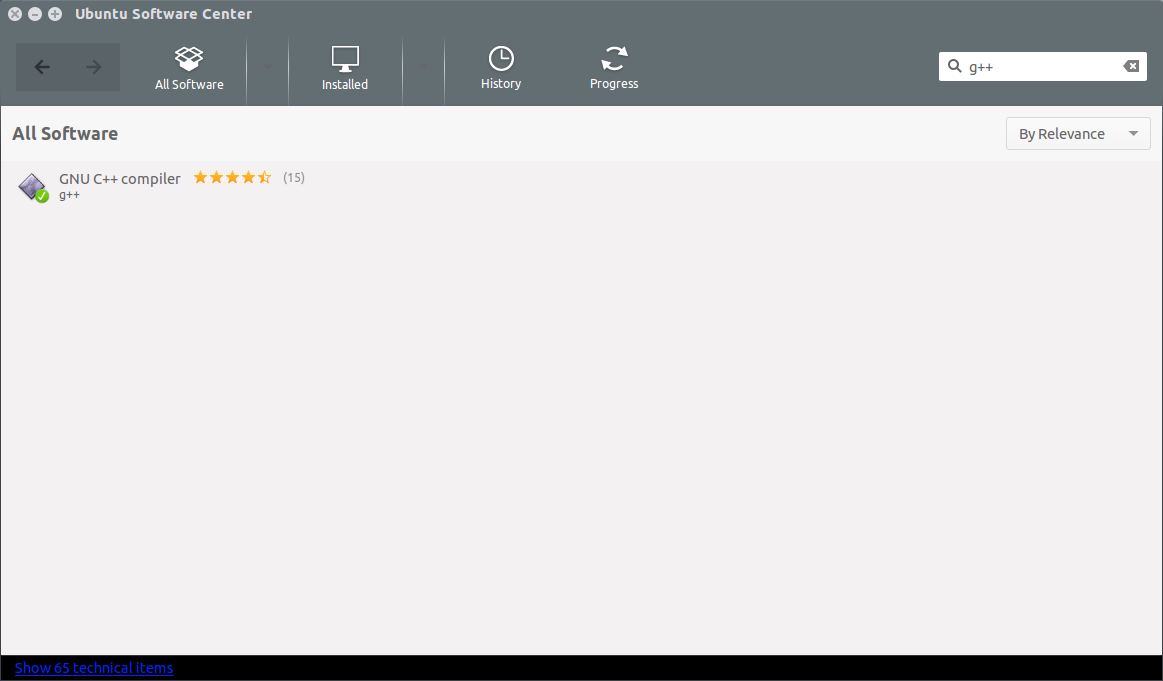 Ubuntu Software Center
All Software
Installed
History
Progress
g++
All Software
By Relevance
GNU C++ compiler (15)
g++
Show 65 technical items